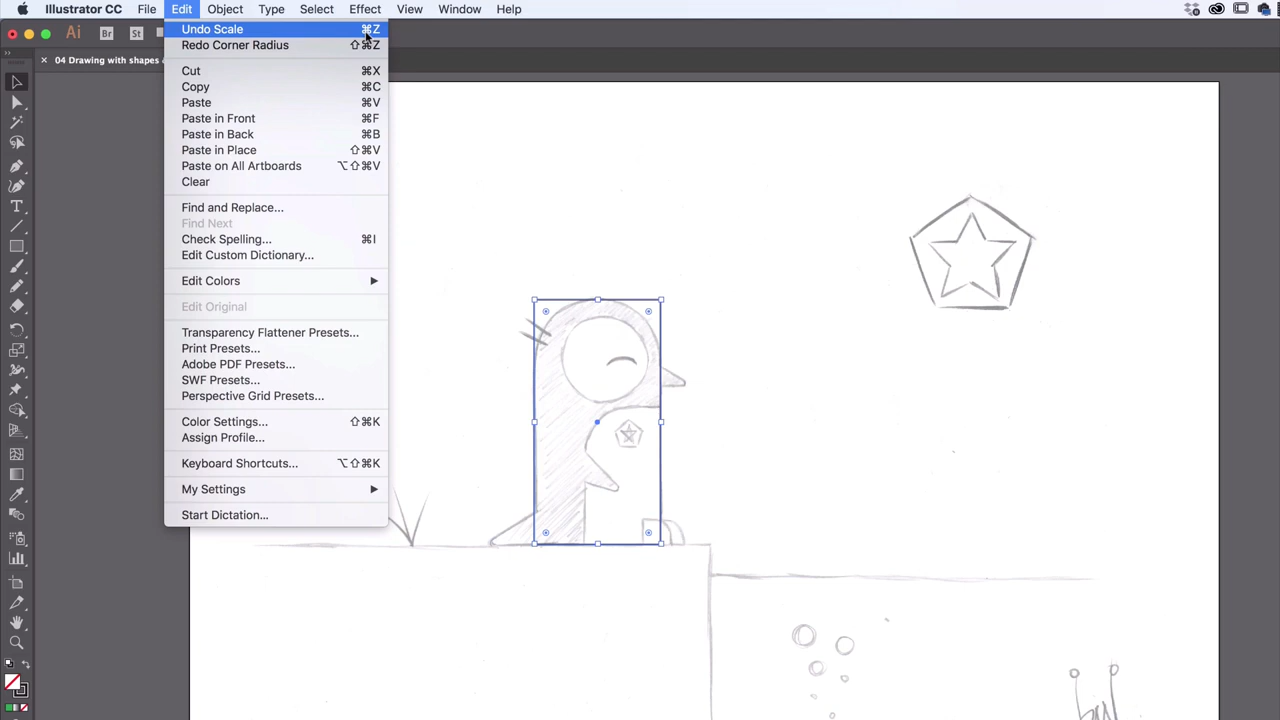 Illustrator CC File Edit Object Type Select Effect View Window Help
Undo Scale ⌘Z
Redo Corner Radius ⇧⌘Z
Ai Br St
04 Drawing with shapes
Cut ⌘X
Copy ⌘C
Paste ⌘V
Paste in Front ⌘F
Paste in Back ⌘B
Paste in Place ⇧⌘V
Paste on All Artboards ⌥⇧⌘V
Clear
Find and Replace...
Find Next
Check Spelling... ⌘I
Edit Custom Dictionary...
Edit Colors
Edit Original
Transparency Flattener Presets...
Print Presets...
Adobe PDF Presets...
SWF Presets...
Perspective Grid Presets...
Color Settings... ⇧⌘K
Assign Profile...
Keyboard Shortcuts... ⌥⇧⌘K
My Settings
Start Dictation...